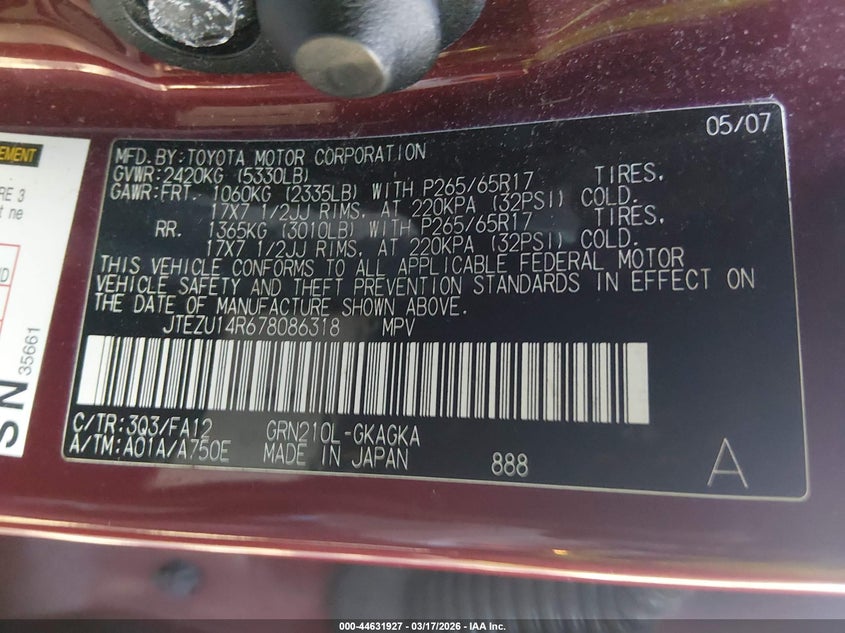 05/07
MFD.BY:TOYOTA MOTOR CORPORATION
GVWR:2420KG (5330LB)
GAWR:FRT. 1060KG (2335LB) WITH P265/65R17 TIRES,
17X7 1/2JJ RIMS, AT 220KPA (32PSI) COLD.
RR. 1365KG (3010LB) WITH P265/65R17 TIRES,
17X7 1/2JJ RIMS, AT 220KPA (32PSI) COLD.
THIS VEHICLE CONFORMS TO ALL APPLICABLE FEDERAL MOTOR
VEHICLE SAFETY AND THEFT PREVENTION STANDARDS IN EFFECT ON
THE DATE OF MANUFACTURE SHOWN ABOVE.
JTEZU14R678086318 MPV
C/TR:3Q3/FA12 GRN210L-GKAGKA
A/TM:A01A/A750E MADE IN JAPAN 888 A
RE 3
t ne
SN
35661
000-44631927 - 03/17/2026 - IAA Inc.